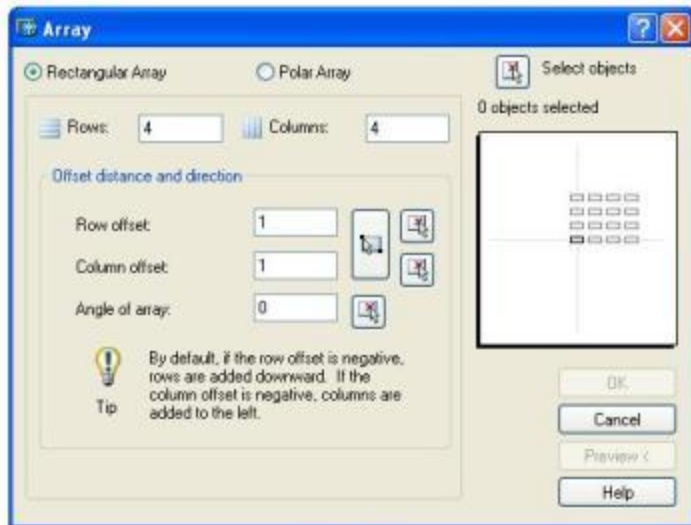 Array
Rectangular Array
Polar Array
Select objects
0 objects selected
Rows: 4
Columns: 4
Offset distance and direction
Row offset: 1
Column offset: 1
Angle of array: 0
Tip
By default, if the row offset is negative,
rows are added downward. If the
column offset is negative, columns are
added to the left.
OK
Cancel
Preview <
Help